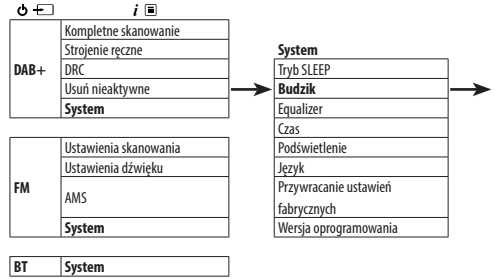 i
DAB+
Kompletne skanowanie
Strojenie ręczne
DRC
Usuń nieaktywne
System
FM
Ustawienia skanowania
Ustawienia dźwięku
AMS
System
BT
System
System
Tryb SLEEP
Budzik
Equalizer
Czas
Podświetlenie
Język
Przywracanie ustawień
fabrycznych
Wersja oprogramowania